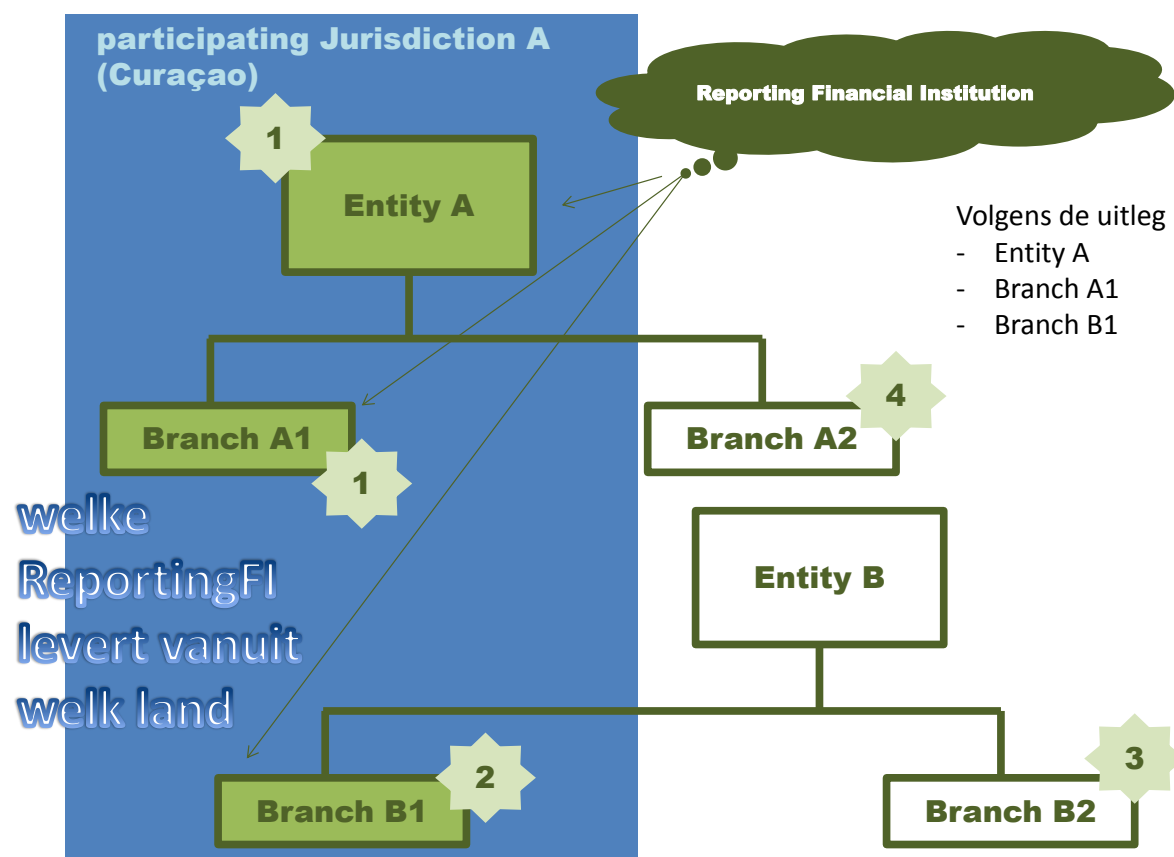 participating Jurisdiction A
(Curaçao)
Reporting Financial Institution
1
Entity A
Volgens de uitleg
- Entity A
- Branch A1
- Branch B1
4
Branch A1
Branch A2
1
welke
ReportingFI
levert vanuit
welk land
Entity B
2
3
Branch B1
Branch B2